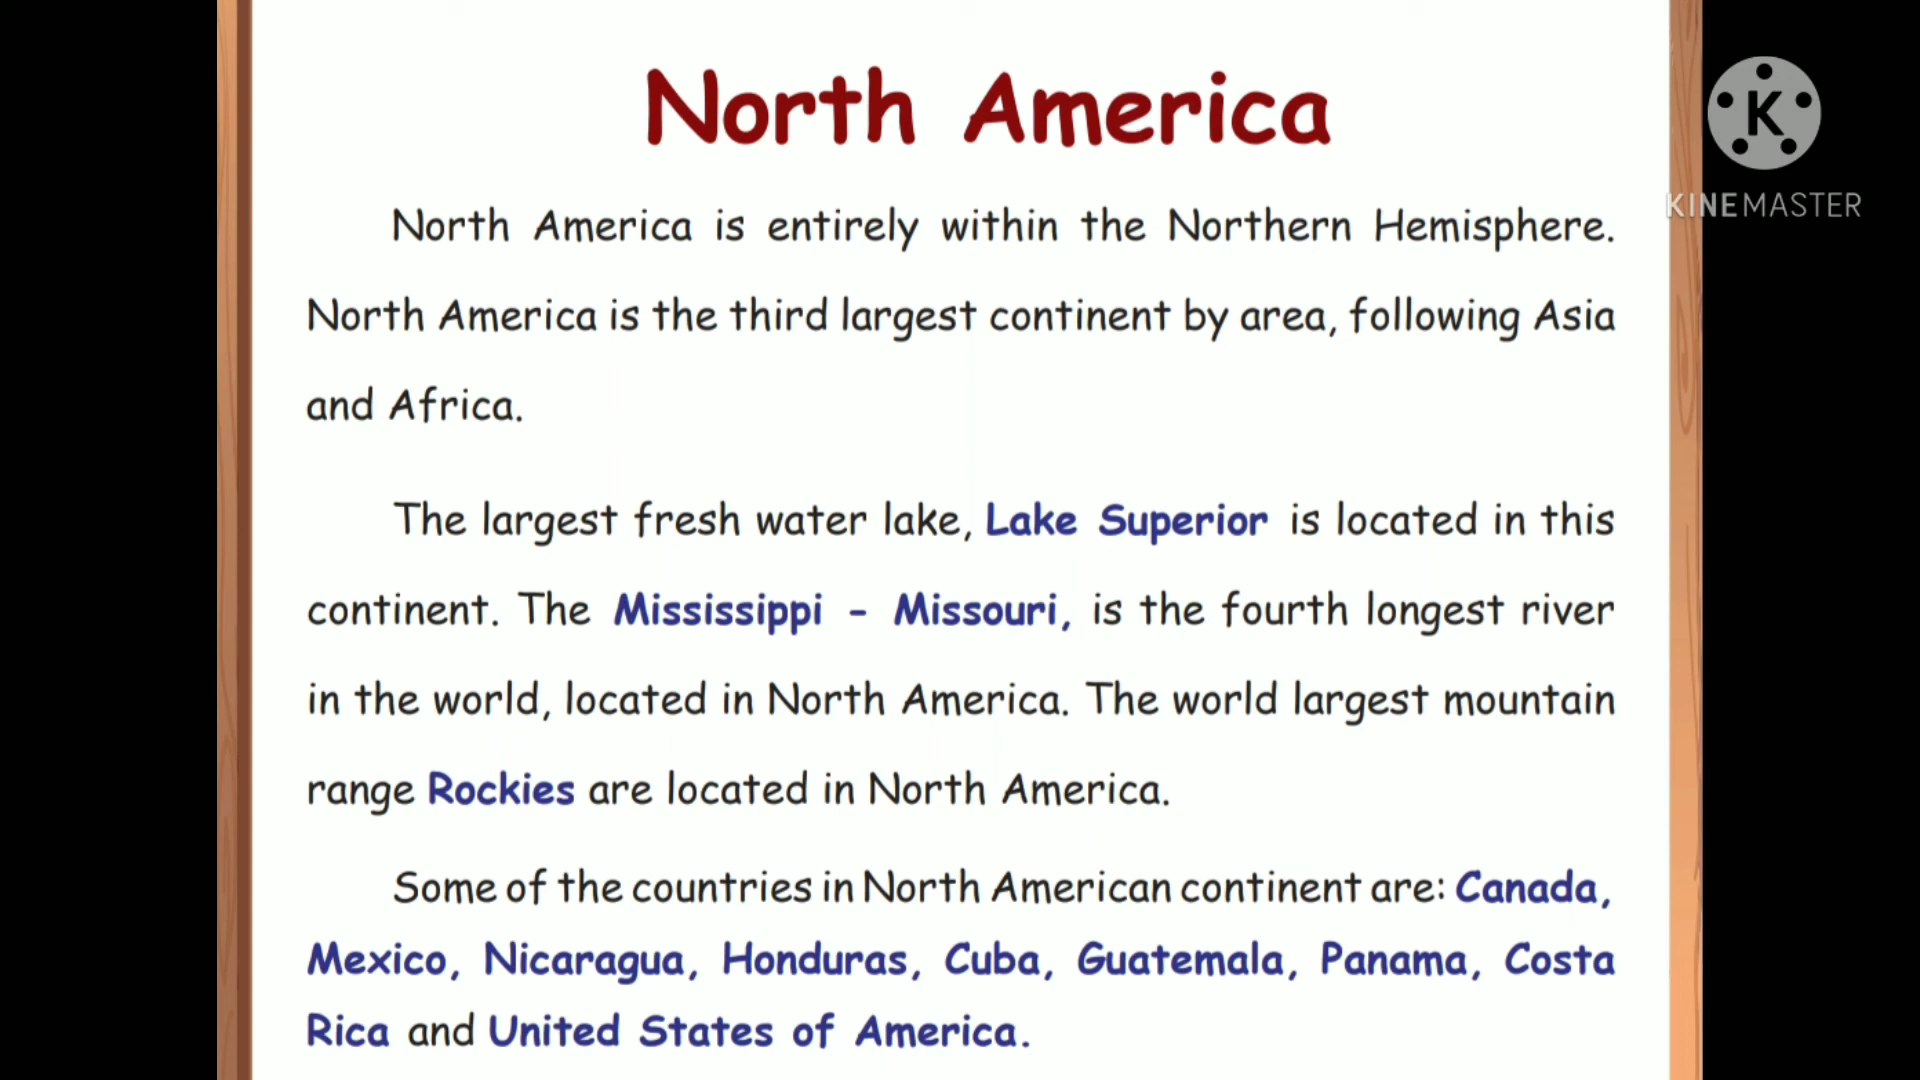 North America
K
KINEMASTER
North America is entirely within the Northern Hemisphere.
North America is the third largest continent by area, following Asia
and Africa.
The largest fresh water lake, Lake Superior is located in this
continent. The Mississippi - Missouri, is the fourth longest river
in the world, located in North America. The world largest mountain
range Rockies are located in North America.
Some of the countries in North American continent are: Canada,
Mexico, Nicaragua, Honduras, Cuba, Guatemala, Panama, Costa
Rica and United States of America.